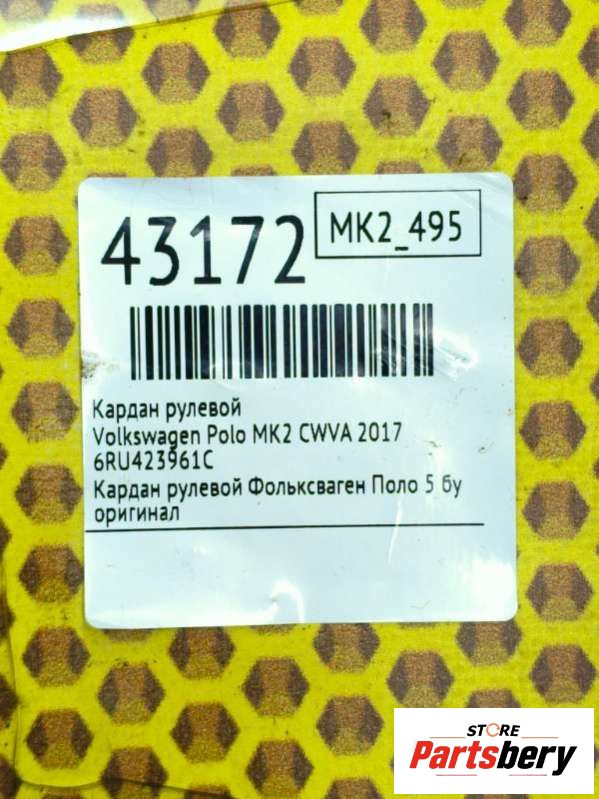 43172
MK2_495
Кардан рулевой
Volkswagen Polo MK2 CWVA 2017
6RU423961C
Кардан рулевой Фольксваген Поло 5 бу
оригинал
STORE
Partsbery